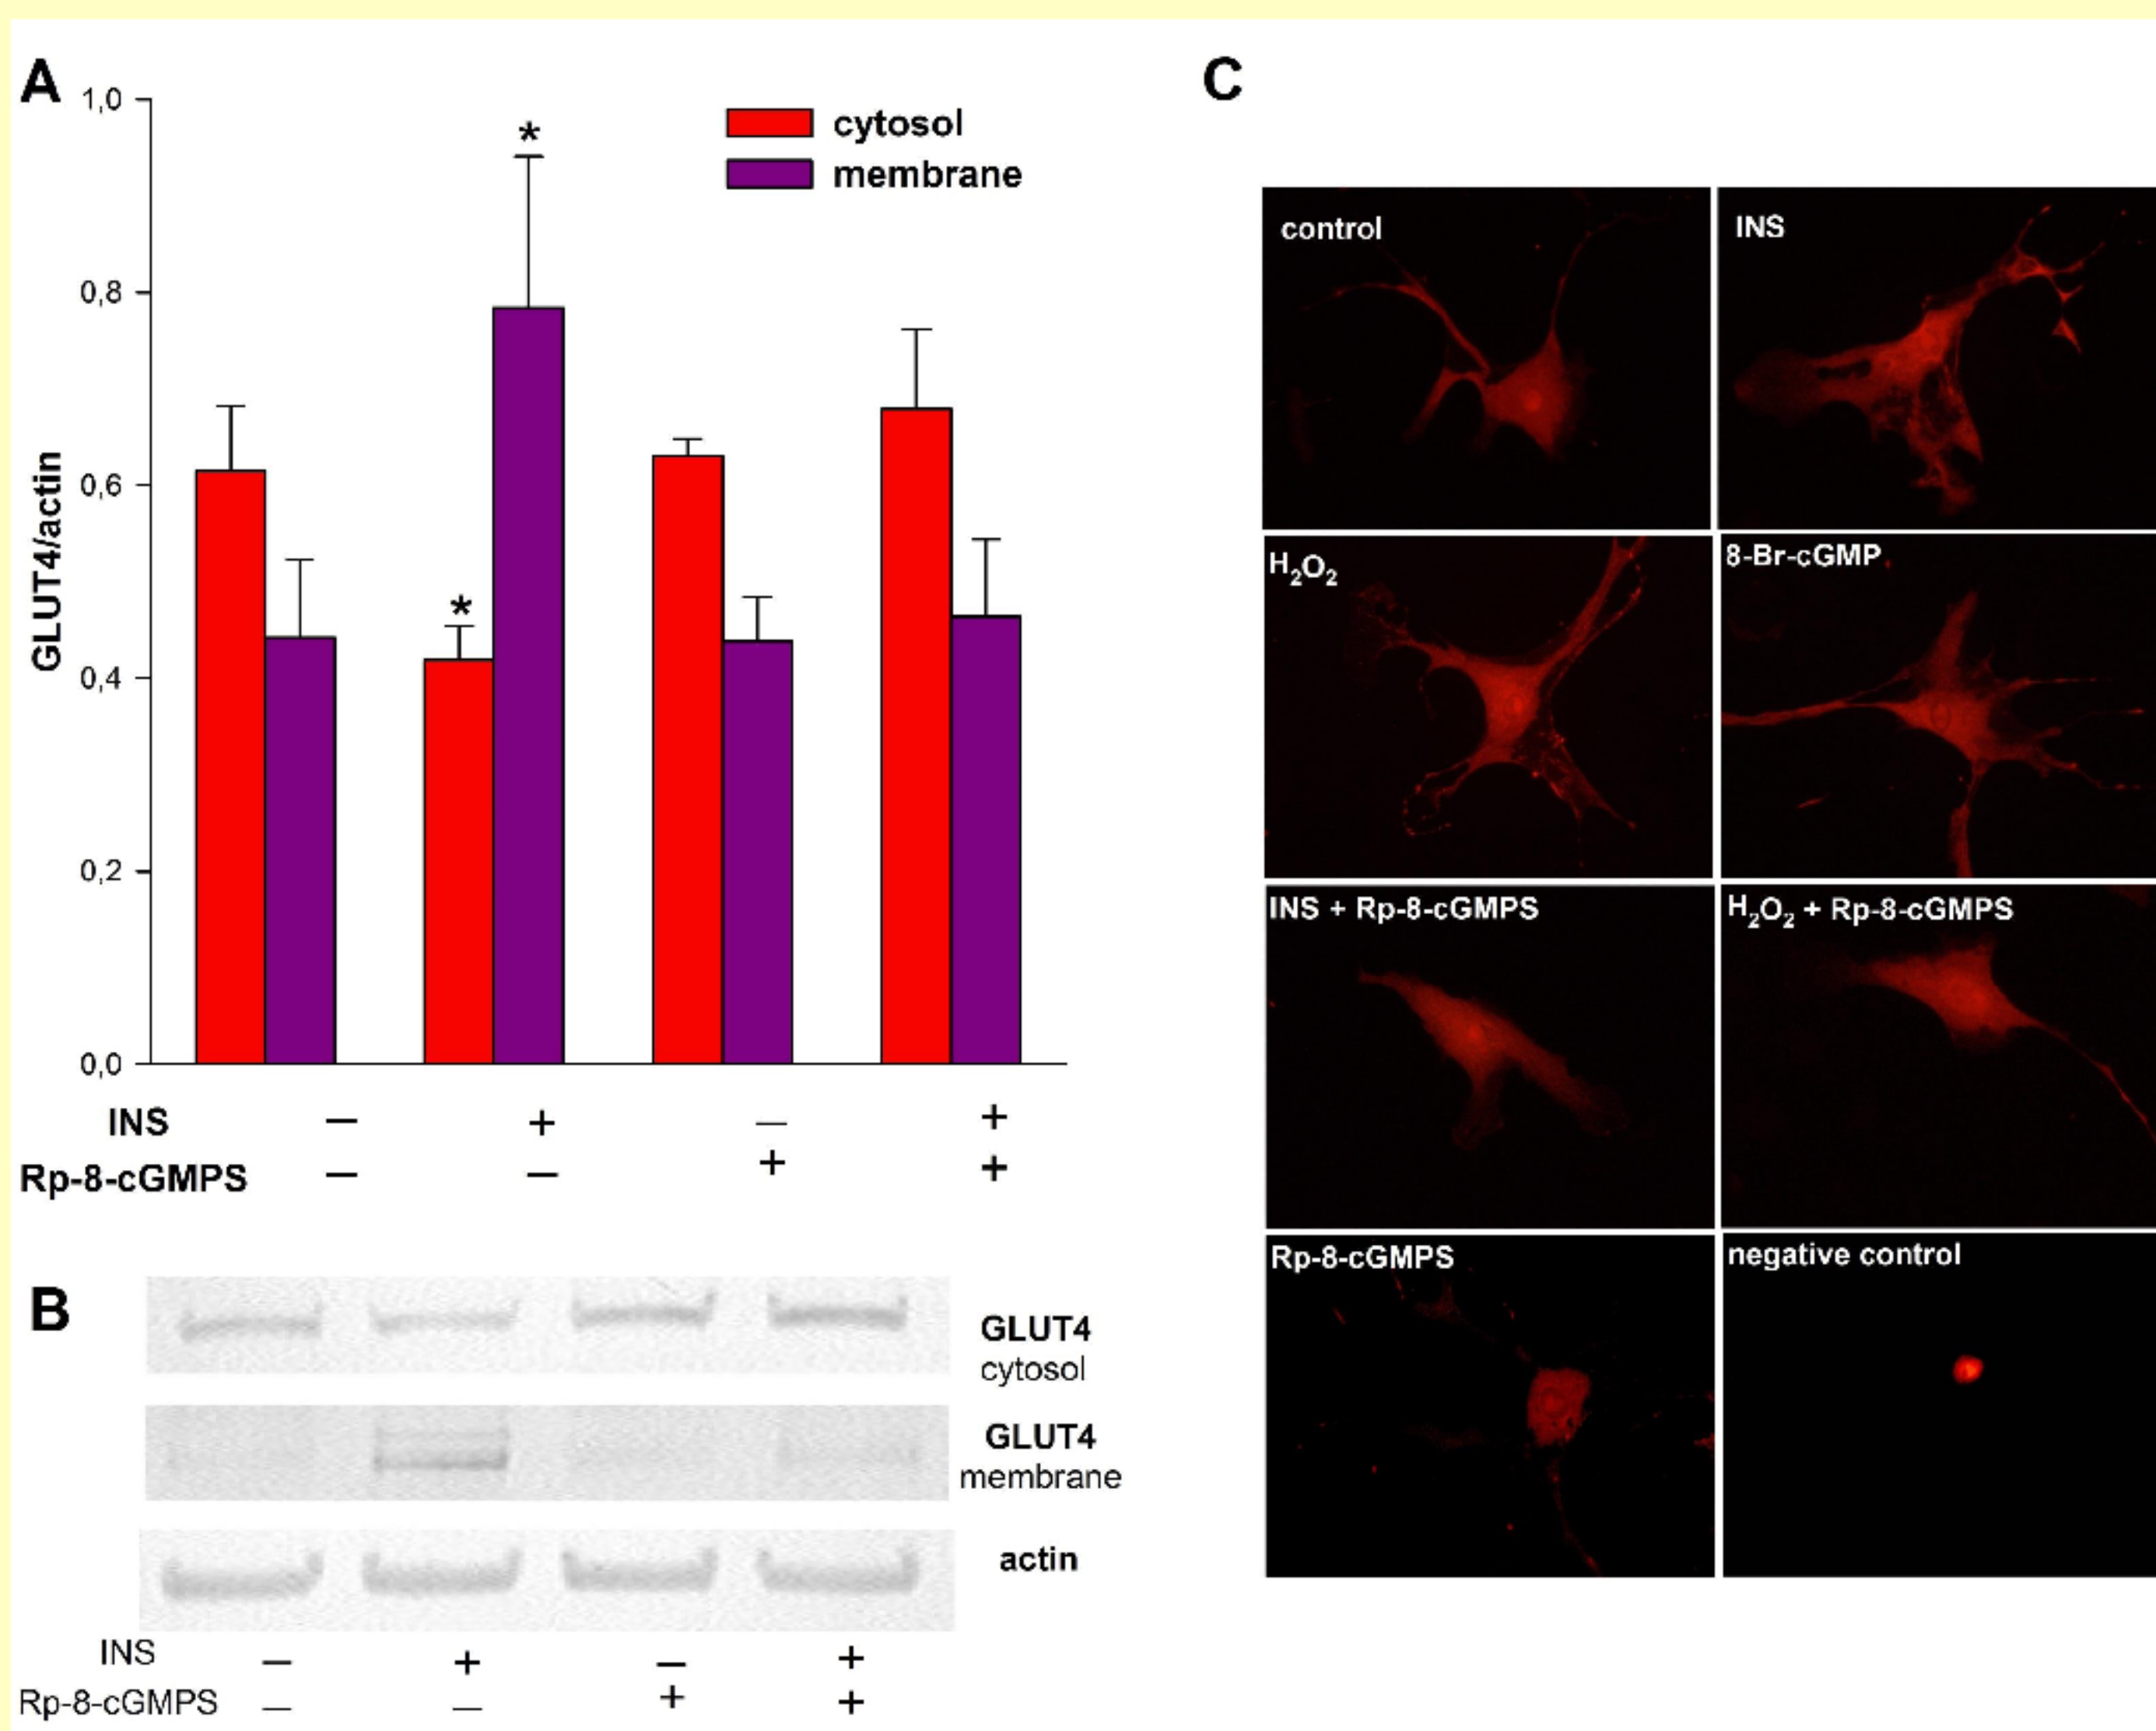 A
1,0
0,8
0,6
0,4
0,2
0,0
GLUT4/actin
*
*
cytosol
membrane
INS − + − +
Rp-8-cGMPS − − + +
B
GLUT4
cytosol
GLUT4
membrane
actin
INS − + − +
Rp-8-cGMPS − − + +
C
control
INS
H₂O₂
8-Br-cGMP
INS + Rp-8-cGMPS
H₂O₂ + Rp-8-cGMPS
Rp-8-cGMPS
negative control